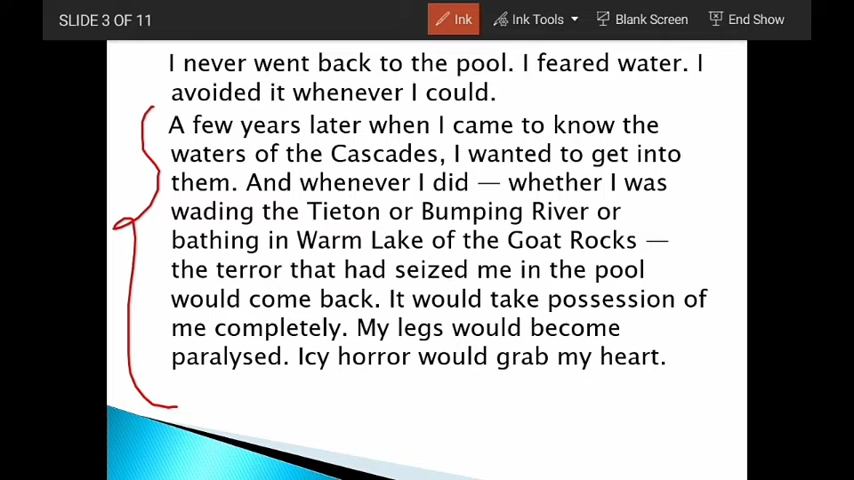 SLIDE 3 OF 11 Ink Ink Tools Blank Screen End Show
I never went back to the pool. I feared water. I
avoided it whenever I could.
A few years later when I came to know the
waters of the Cascades, I wanted to get into
them. And whenever I did — whether I was
wading the Tieton or Bumping River or
bathing in Warm Lake of the Goat Rocks —
the terror that had seized me in the pool
would come back. It would take possession of
me completely. My legs would become
paralysed. Icy horror would grab my heart.